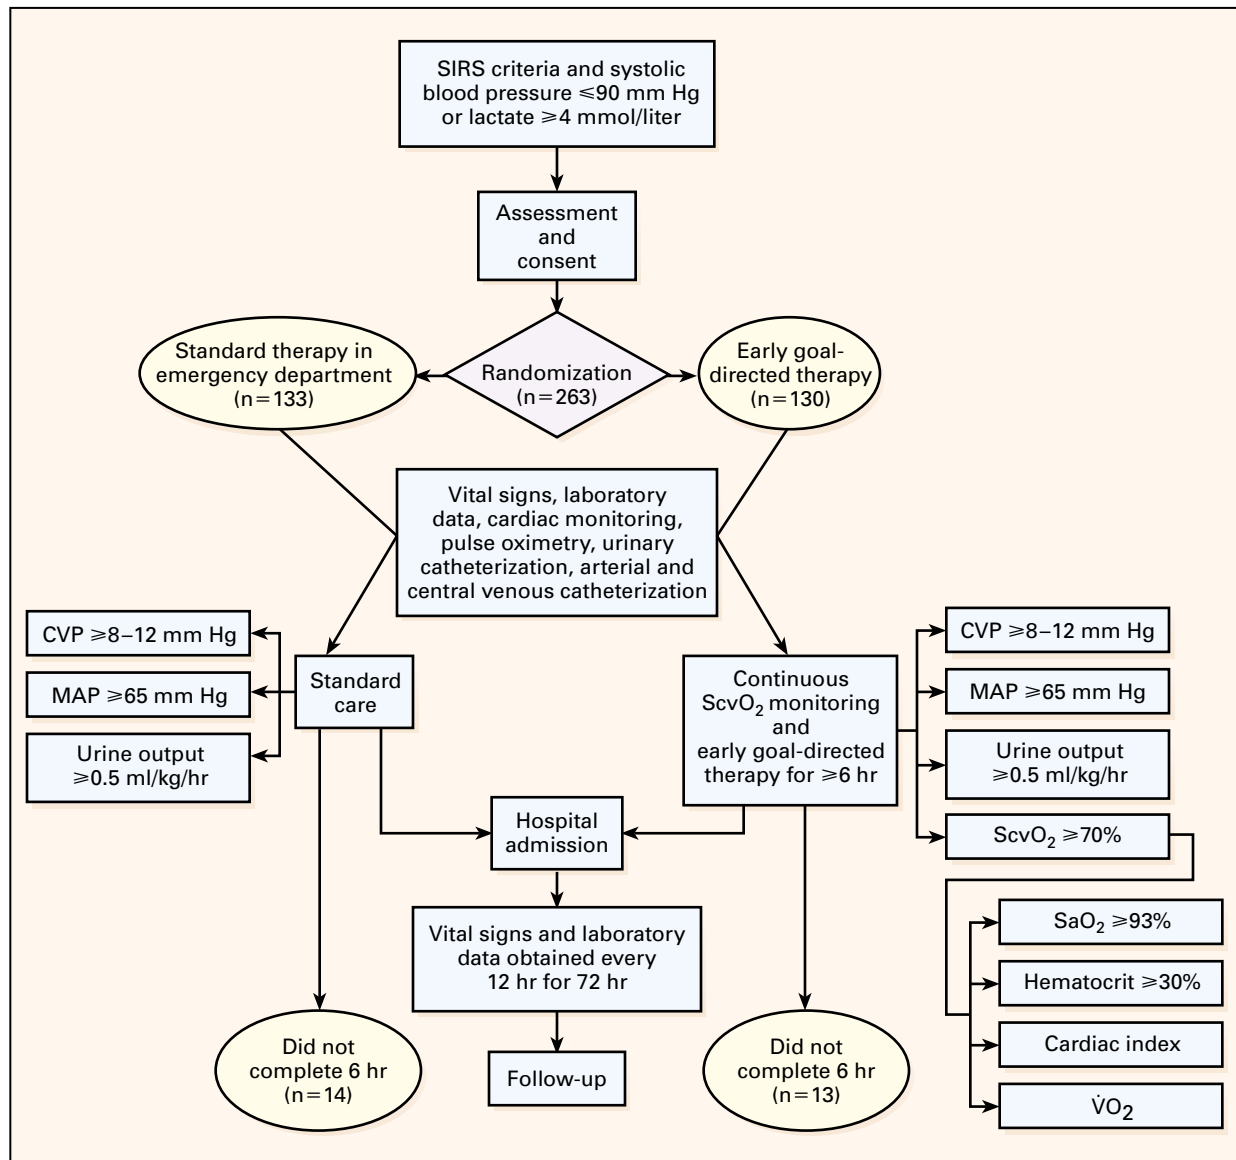 SIRS criteria and systolic
blood pressure ⩽90 mm Hg
or lactate ⩾4 mmol/liter
Assessment
and
consent
Standard therapy in
emergency department
(n=133)
Randomization
(n=263)
Early goal-
directed therapy
(n=130)
Vital signs, laboratory
data, cardiac monitoring,
pulse oximetry, urinary
catheterization, arterial and
central venous catheterization
CVP ⩾8–12 mm Hg
MAP ⩾65 mm Hg
Urine output
⩾0.5 ml/kg/hr
Standard
care
Continuous
ScvO₂ monitoring
and
early goal-directed
therapy for ⩾6 hr
CVP ⩾8–12 mm Hg
MAP ⩾65 mm Hg
Urine output
⩾0.5 ml/kg/hr
ScvO₂ ⩾70%
Hospital
admission
Vital signs and laboratory
data obtained every
12 hr for 72 hr
SaO₂ ⩾93%
Hematocrit ⩾30%
Cardiac index
V̇O₂
Did not
complete 6 hr
(n=14)
Follow-up
Did not
complete 6 hr
(n=13)